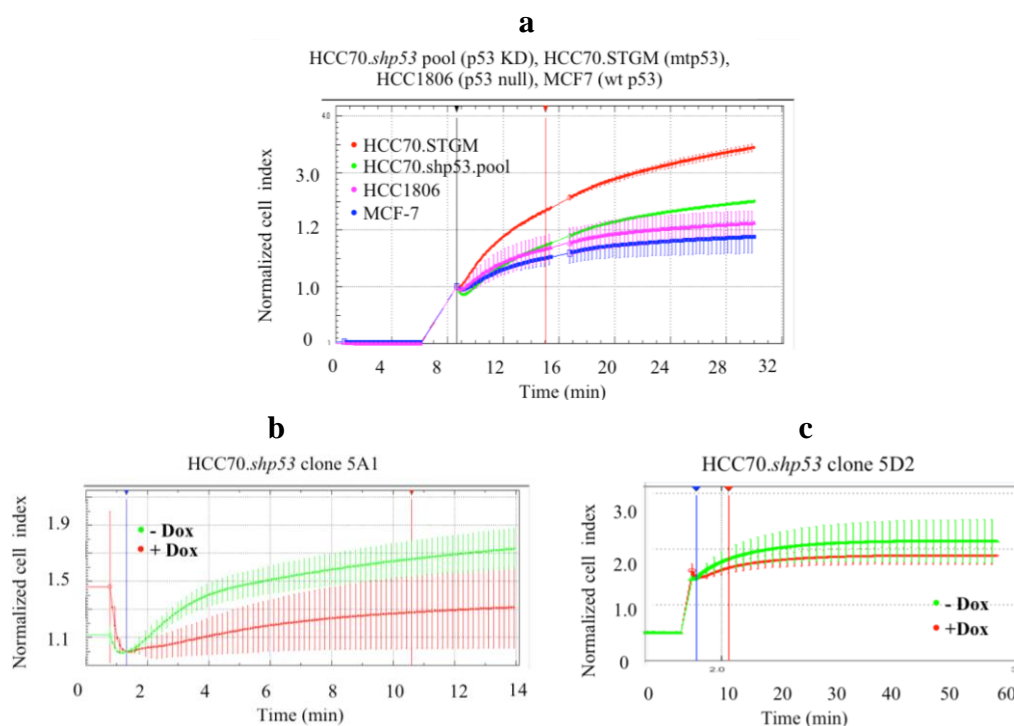 a
HCC70.shp53 pool (p53 KD), HCC70.STGM (mtp53),
HCC1806 (p53 null), MCF7 (wt p53)
Normalized cell index
4.0
3.0
1.2
1.0
0
HCC70.STGM
HCC70.shp53.pool
HCC1806
MCF-7
0 4 8 12 16 20 24 28 32
Time (min)
b
HCC70.shp53 clone 5A1
Normalized cell index
1.9
1.5
1.1
- Dox
+ Dox
0 2 4 6 8 10 12 14
Time (min)
c
HCC70.shp53 clone 5D2
Normalized cell index
3.0
2.0
1.0
0
- Dox
+Dox
2.0
0 10 20 30 40 50 60
Time (min)